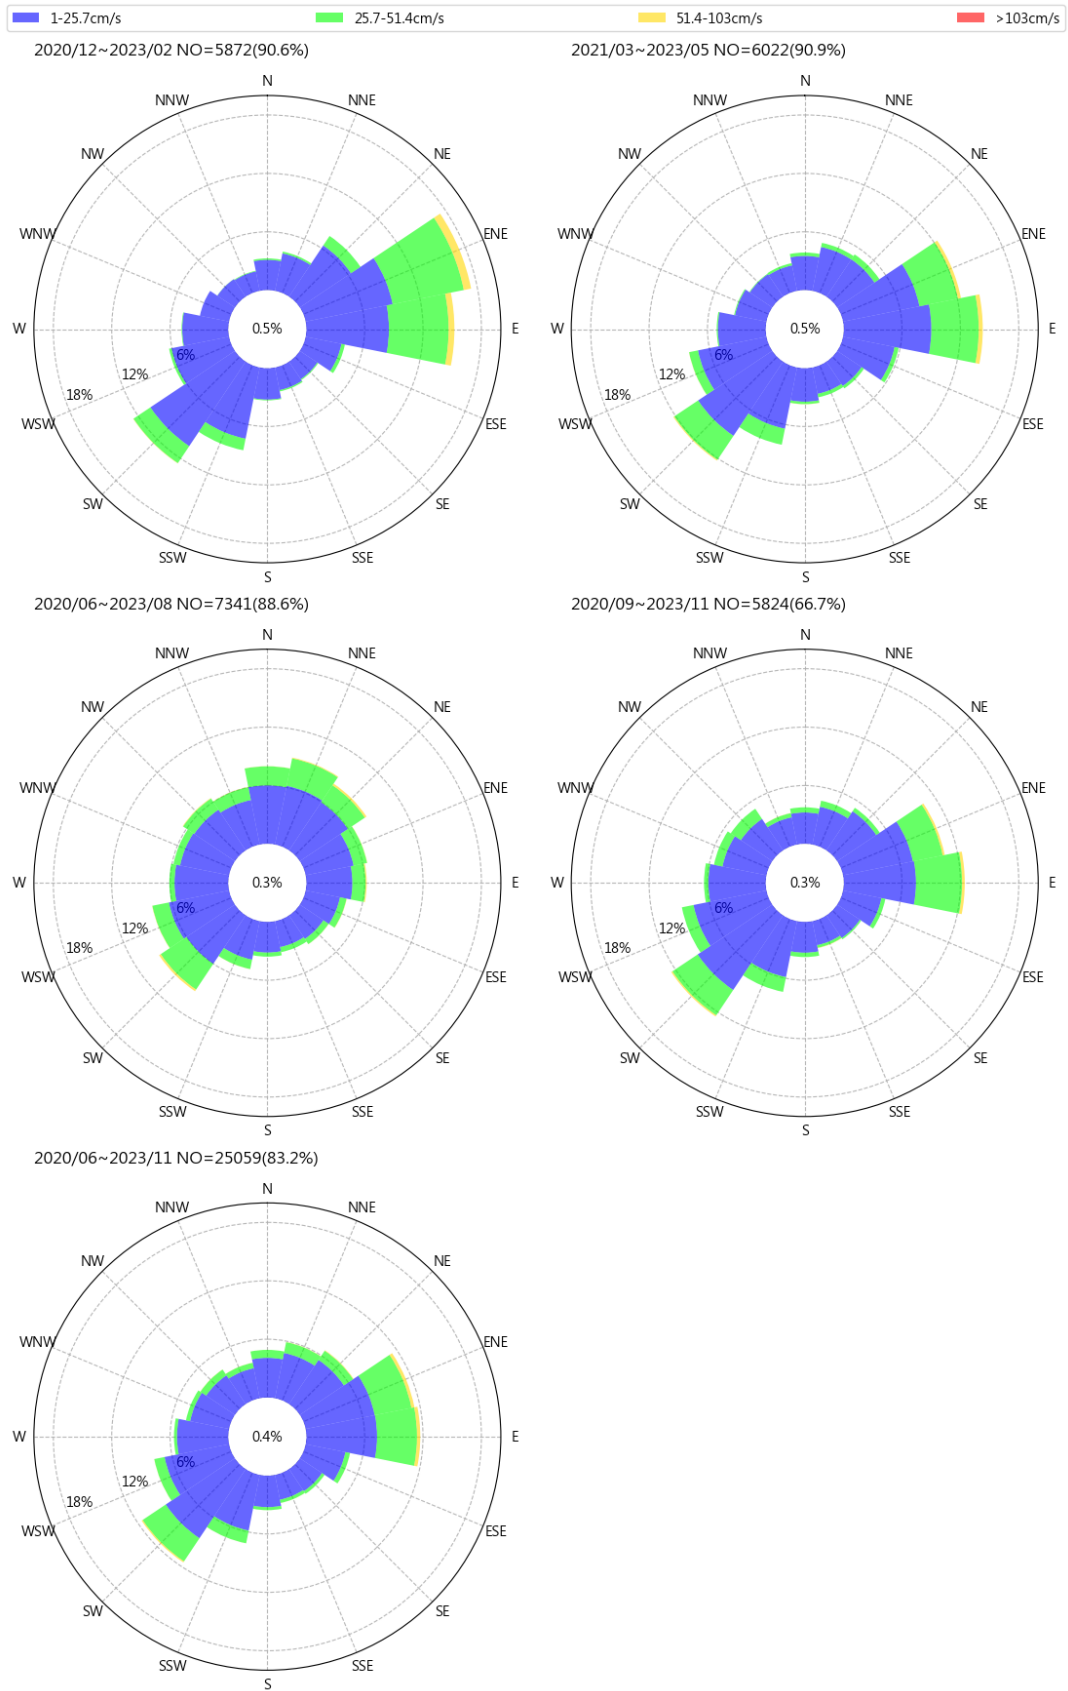 1-25.7cm/s 25.7-51.4cm/s 51.4-103cm/s >103cm/s
2020/12~2023/02 NO=5872(90.6%)
N
NNW NNE
NW NE
WNW ENE
W 0.5% E
6%
12%
18%
WSW ESE
SW SE
SSW SSE
S
2021/03~2023/05 NO=6022(90.9%)
N
NNW NNE
NW NE
WNW ENE
W 0.5% E
6%
12%
18%
WSW ESE
SW SE
SSW SSE
S
2020/06~2023/08 NO=7341(88.6%)
N
NNW NNE
NW NE
WNW ENE
W 0.3% E
6%
12%
18%
WSW ESE
SW SE
SSW SSE
S
2020/09~2023/11 NO=5824(66.7%)
N
NNW NNE
NW NE
WNW ENE
W 0.3% E
6%
12%
18%
WSW ESE
SW SE
SSW SSE
S
2020/06~2023/11 NO=25059(83.2%)
N
NNW NNE
NW NE
WNW ENE
W 0.4% E
6%
12%
18%
WSW ESE
SW SE
SSW SSE
S